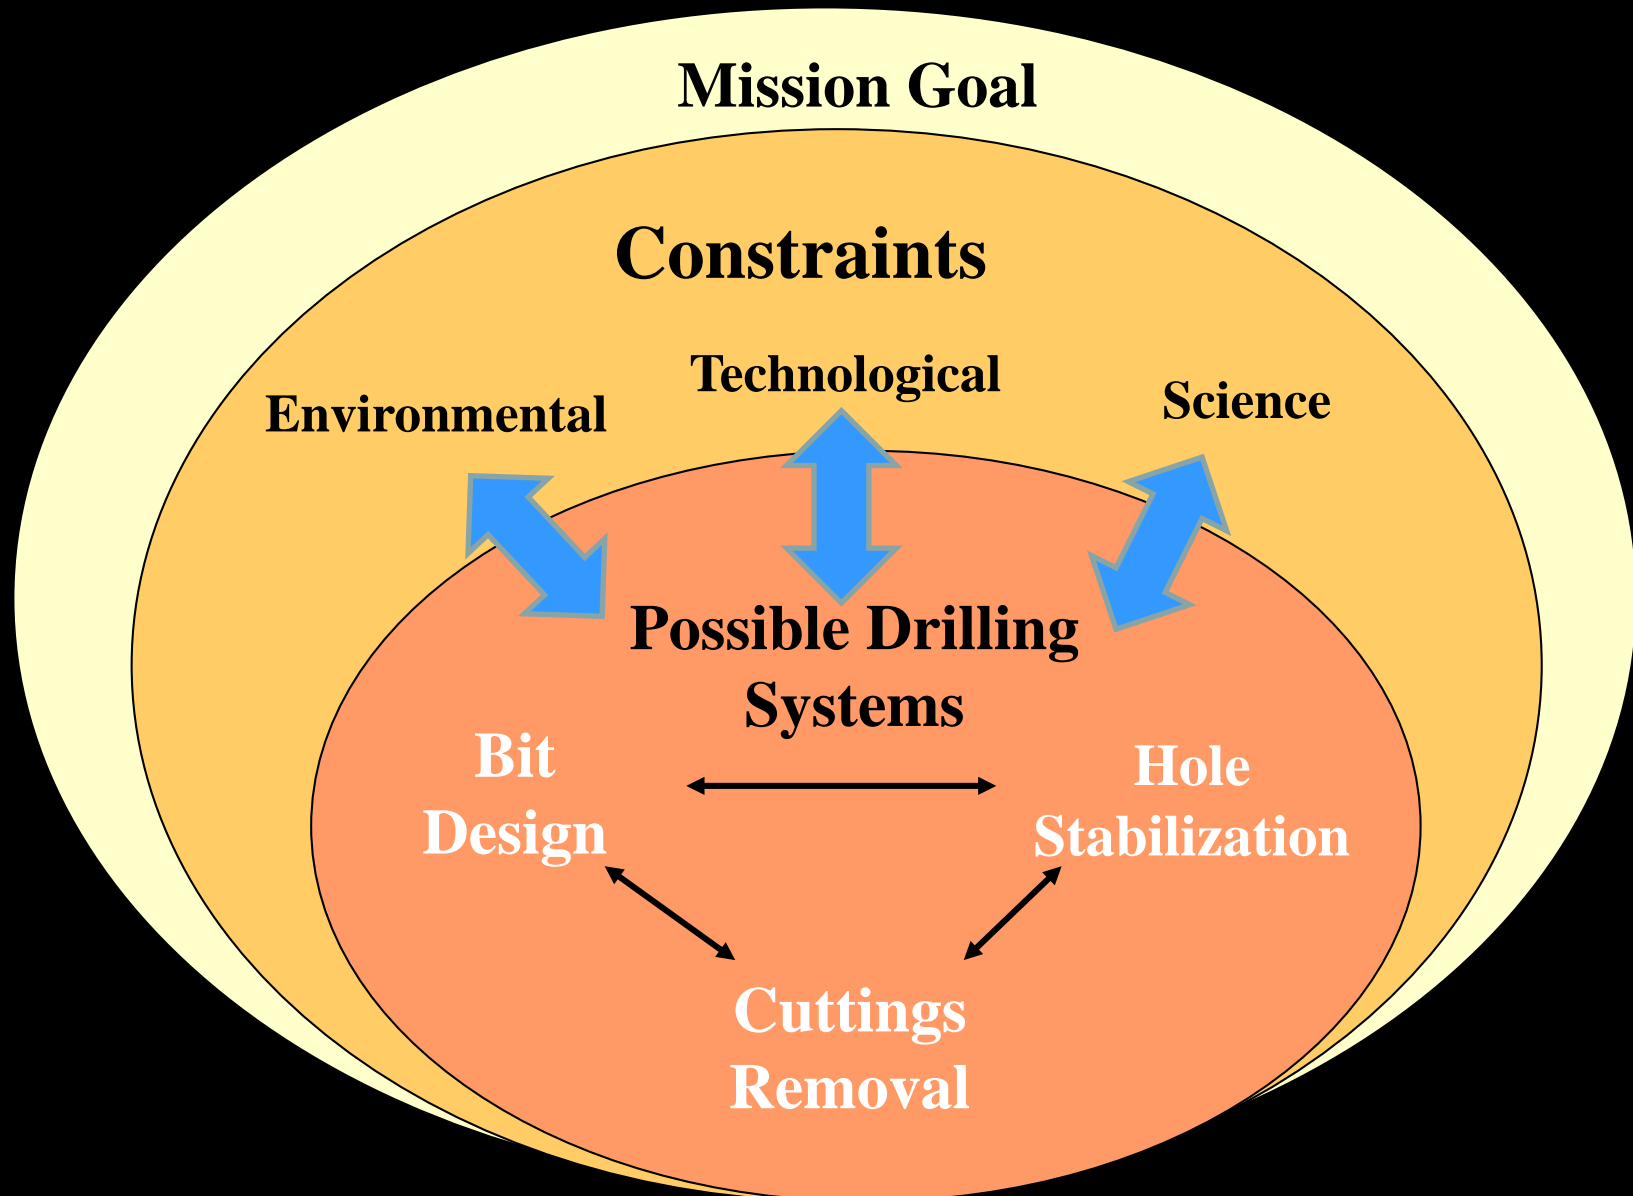 Mission Goal
Constraints
Technological
Environmental
Science
Possible Drilling
Systems
Bit
Design
Hole
Stabilization
Cuttings
Removal